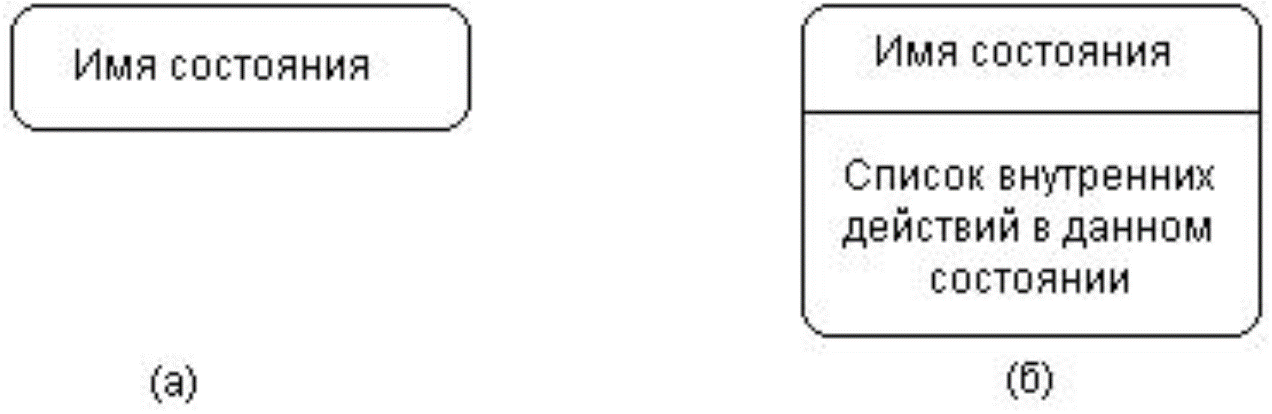 Имя состояния
(а)
Имя состояния
Список внутренних
действий в данном
состоянии
(б)